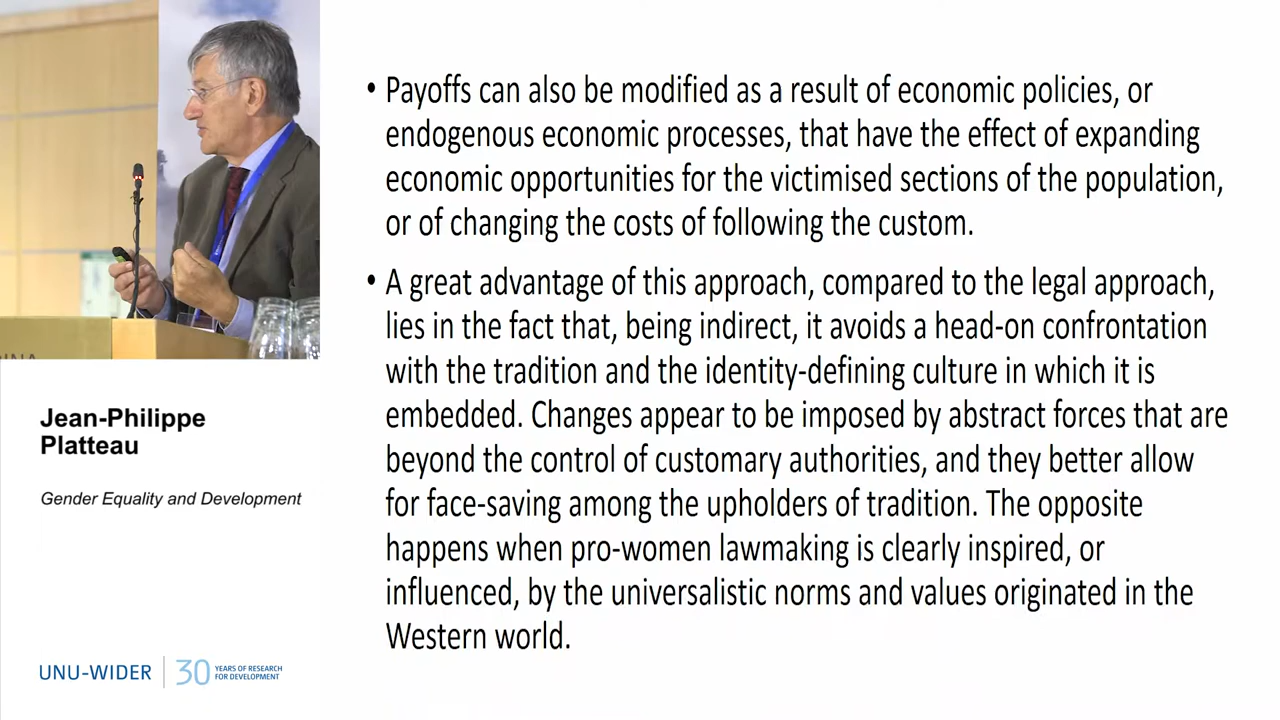 • Payoffs can also be modified as a result of economic policies, or
endogenous economic processes, that have the effect of expanding
economic opportunities for the victimised sections of the population,
or of changing the costs of following the custom.
• A great advantage of this approach, compared to the legal approach,
lies in the fact that, being indirect, it avoids a head-on confrontation
with the tradition and the identity-defining culture in which it is
embedded. Changes appear to be imposed by abstract forces that are
beyond the control of customary authorities, and they better allow
for face-saving among the upholders of tradition. The opposite
happens when pro-women lawmaking is clearly inspired, or
influenced, by the universalistic norms and values originated in the
Western world.
Jean-Philippe
Platteau
Gender Equality and Development
UNU-WIDER
30
YEARS OF RESEARCH
FOR DEVELOPMENT